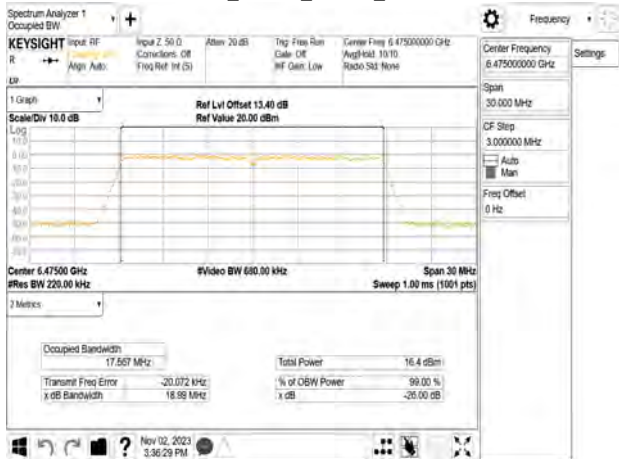 Spectrum Analyzer 1
Occupied BW
+
Frequency
KEYSIGHT
Input: RF
Input Z: 50 Ω
Atten: 20 dB
Trig: Free Run
Center Freq: 6.475000000 GHz
R
Corrections: Off
Gate: Off
Avg|Hold: 10/10
Align: Auto
Freq Ref: Int (S)
#IF Gain: Low
Radio Std: None
Center Frequency
6.475000000 GHz
Settings
Span
30.000 MHz
CF Step
3.000000 MHz
Auto
Man
Freq Offset
0 Hz
1 Graph
Ref Lvl Offset 13.40 dB
Scale/Div 10.0 dB
Ref Value 20.00 dBm
Log
10.0
0.00
Center 6.47500 GHz
#Video BW 680.00 kHz
Span 30 MHz
#Res BW 220.00 kHz
Sweep 1.00 ms (1001 pts)
2 Metrics
Occupied Bandwidth
17.557 MHz
Total Power
16.4 dBm
Transmit Freq Error
-20.072 kHz
% of OBW Power
99.00 %
x dB Bandwidth
18.99 MHz
x dB
-26.00 dB
?
Nov 02, 2023
3:36:29 PM